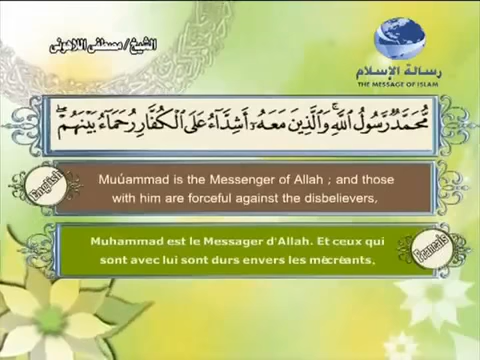 الشيخ / مصطفى اللاهوني
رسالة الإسلام
THE MESSAGE OF ISLAM
مُّحَمَّدٌ رَّسُولُ ٱللَّهِ ۚ وَٱلَّذِينَ مَعَهُۥٓ أَشِدَّآءُ عَلَى ٱلْكُفَّارِ رُحَمَآءُ بَيْنَهُمْ ۖ
English
Muúammad is the Messenger of Allah ; and those
with him are forceful against the disbelievers,
Muhammad est le Messager d'Allah. Et ceux qui
sont avec lui sont durs envers les mécréants,
Francais